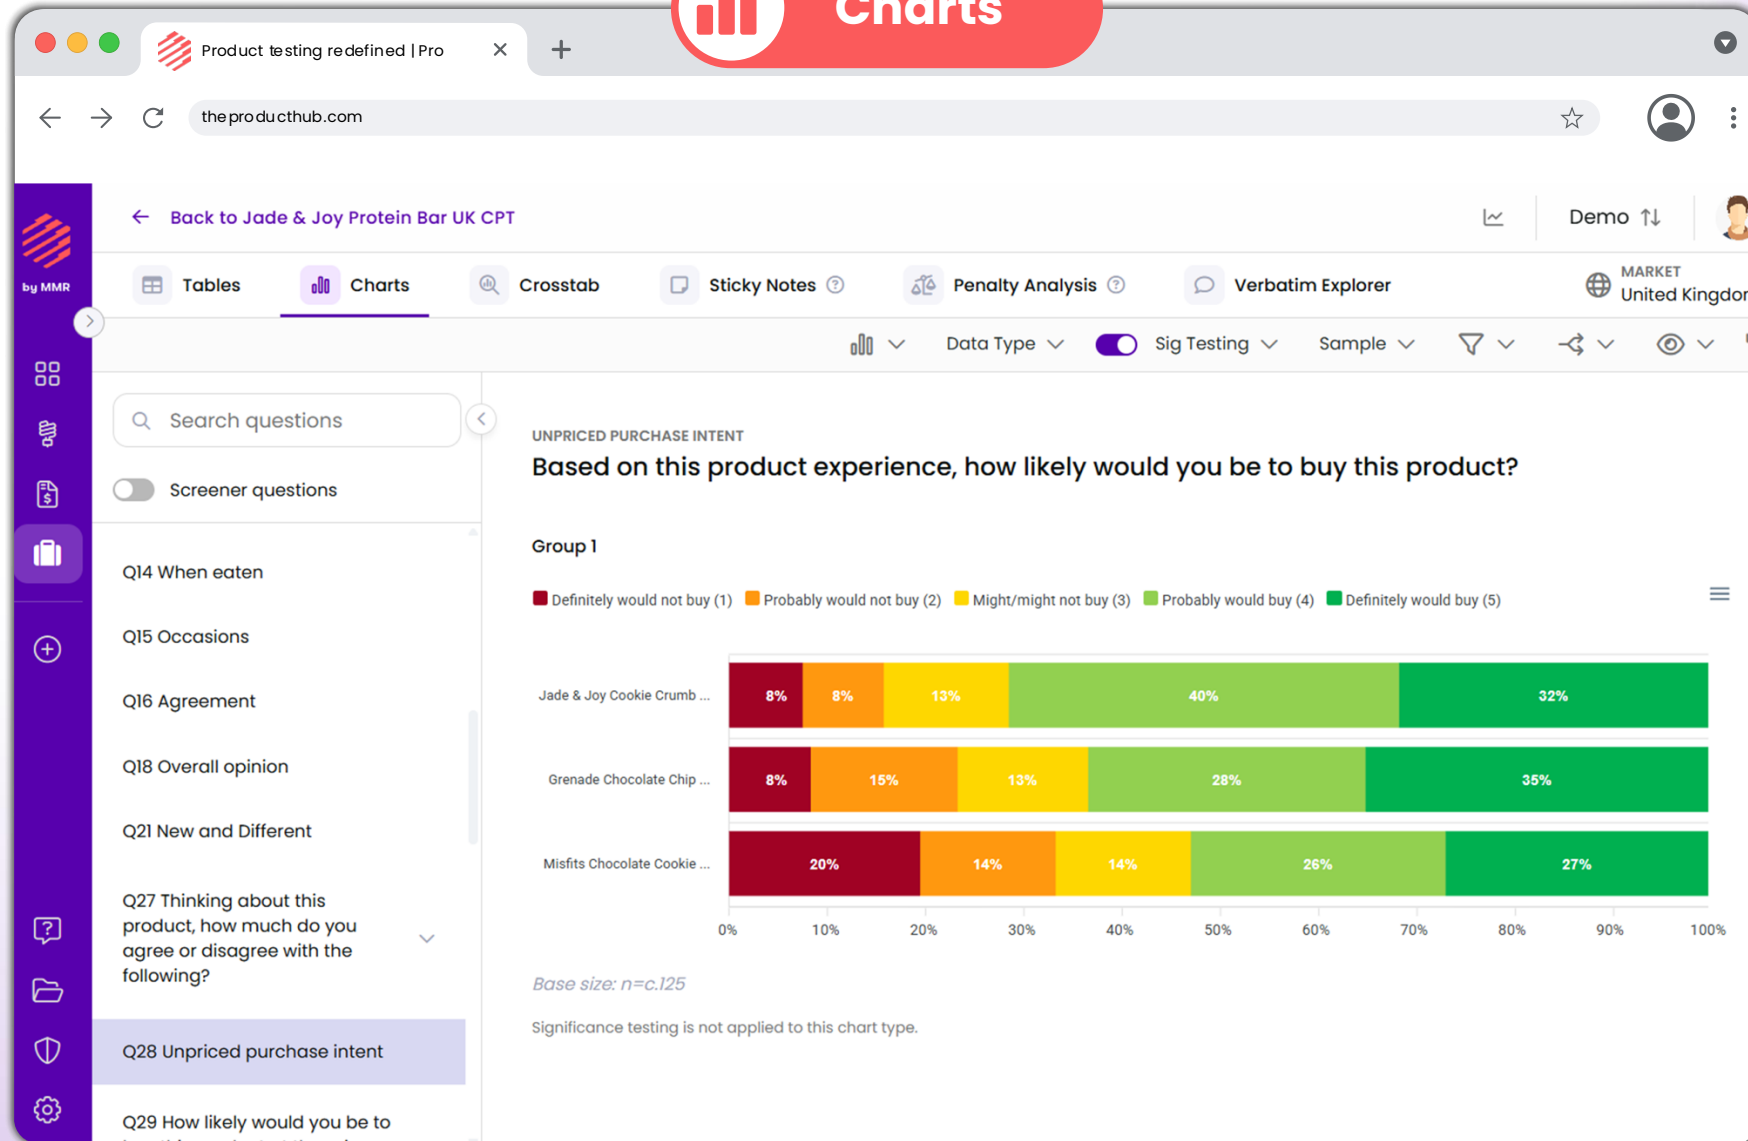 Charts
Product testing redefined | Pro
theproducthub.com
by MMR
Back to Jade & Joy Protein Bar UK CPT
Demo
Tables
Charts
Crosstab
Sticky Notes
Penalty Analysis
Verbatim Explorer
MARKET
United Kingdom
Data Type
Sig Testing
Sample
Search questions
Screener questions
Q14 When eaten
Q15 Occasions
Q16 Agreement
Q18 Overall opinion
Q21 New and Different
Q27 Thinking about this
product, how much do you
agree or disagree with the
following?
Q28 Unpriced purchase intent
Q29 How likely would you be to
UNPRICED PURCHASE INTENT
Based on this product experience, how likely would you be to buy this product?
Group 1
Definitely would not buy (1) Probably would not buy (2) Might/might not buy (3) Probably would buy (4) Definitely would buy (5)
Jade & Joy Cookie Crumb ... 8% 8% 13% 40% 32%
Grenade Chocolate Chip ... 8% 15% 13% 28% 35%
Misfits Chocolate Cookie ... 20% 14% 14% 26% 27%
0% 10% 20% 30% 40% 50% 60% 70% 80% 90% 100%
Base size: n=c.125
Significance testing is not applied to this chart type.